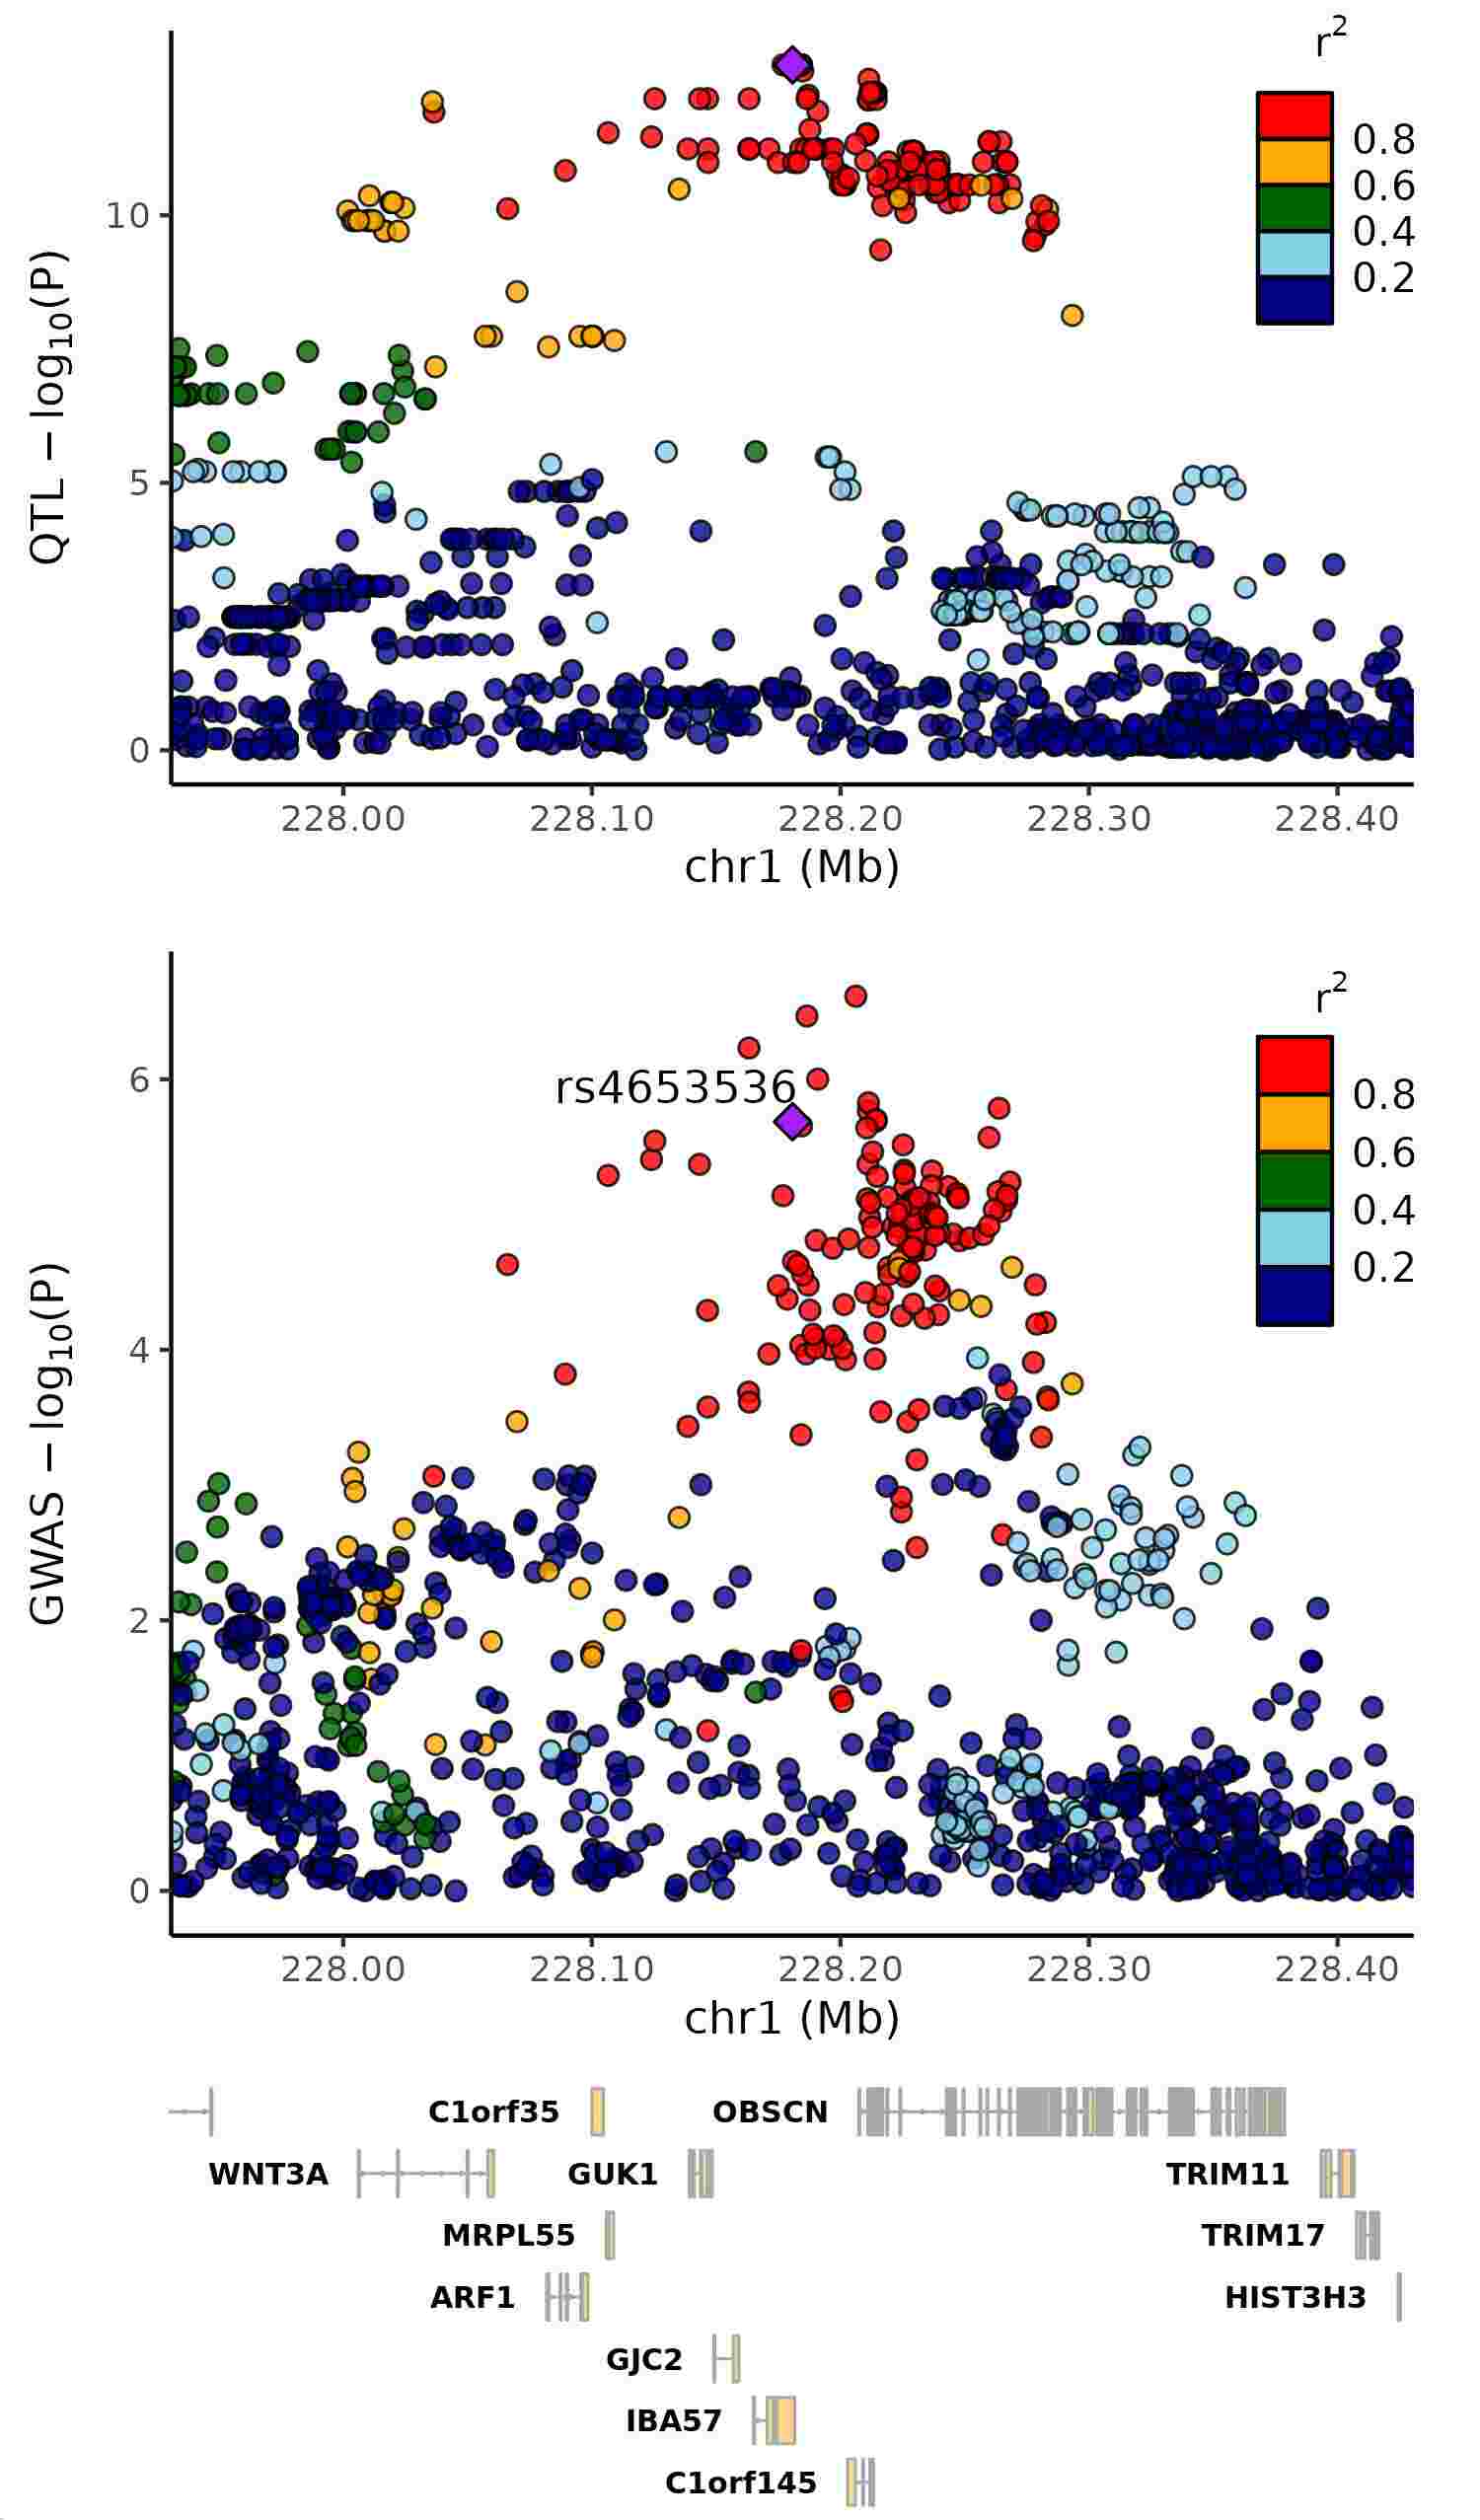 r2
0.8
0.6
0.4
0.2
QTL −log10(P)
10
5
0
228.00 228.10 228.20 228.30 228.40
chr1 (Mb)
r2
0.8
0.6
0.4
0.2
rs4653536
GWAS −log10(P)
6
4
2
0
228.00 228.10 228.20 228.30 228.40
chr1 (Mb)
C1orf35 OBSCN
WNT3A GUK1 TRIM11
MRPL55 TRIM17
ARF1 HIST3H3
GJC2
IBA57
C1orf145